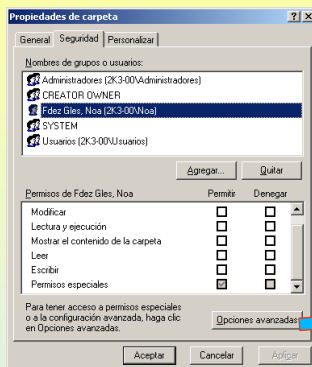 Propiedades de carpeta
General Seguridad Personalizar
Nombres de grupos o usuarios:
Administradores (2K3-00\Administradores)
CREATOR OWNER
Fdez Gles, Noa (2K3-00\Noa)
SYSTEM
Usuarios (2K3-00\Usuarios)
Agregar... Quitar
Permisos de Fdez Gles, Noa Permitir Denegar
Modificar
Lectura y ejecución
Mostrar el contenido de la carpeta
Leer
Escribir
Permisos especiales
Para tener acceso a permisos especiales
o a la configuración avanzada, haga clic
en Opciones avanzadas.
Opciones avanzadas
Aceptar Cancelar Aplicar